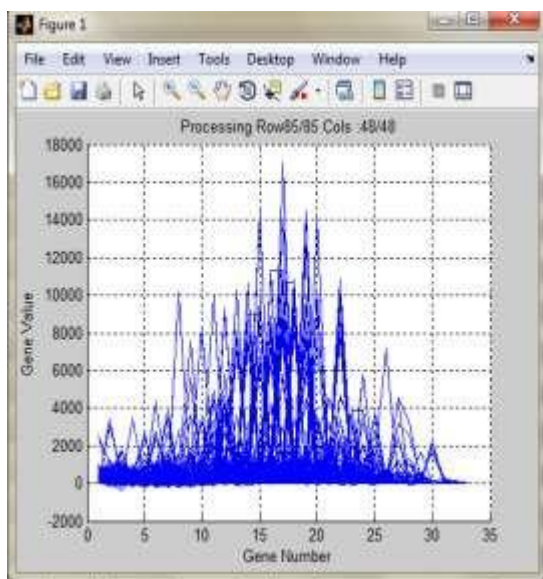 Figure 1
File Edit View Insert Tools Desktop Window Help
Processing Row85/85 Cols :48/48
18000
16000
14000
12000
10000
8000
6000
4000
2000
0
-2000
Gene Value
0 5 10 15 20 25 30 35
Gene Number